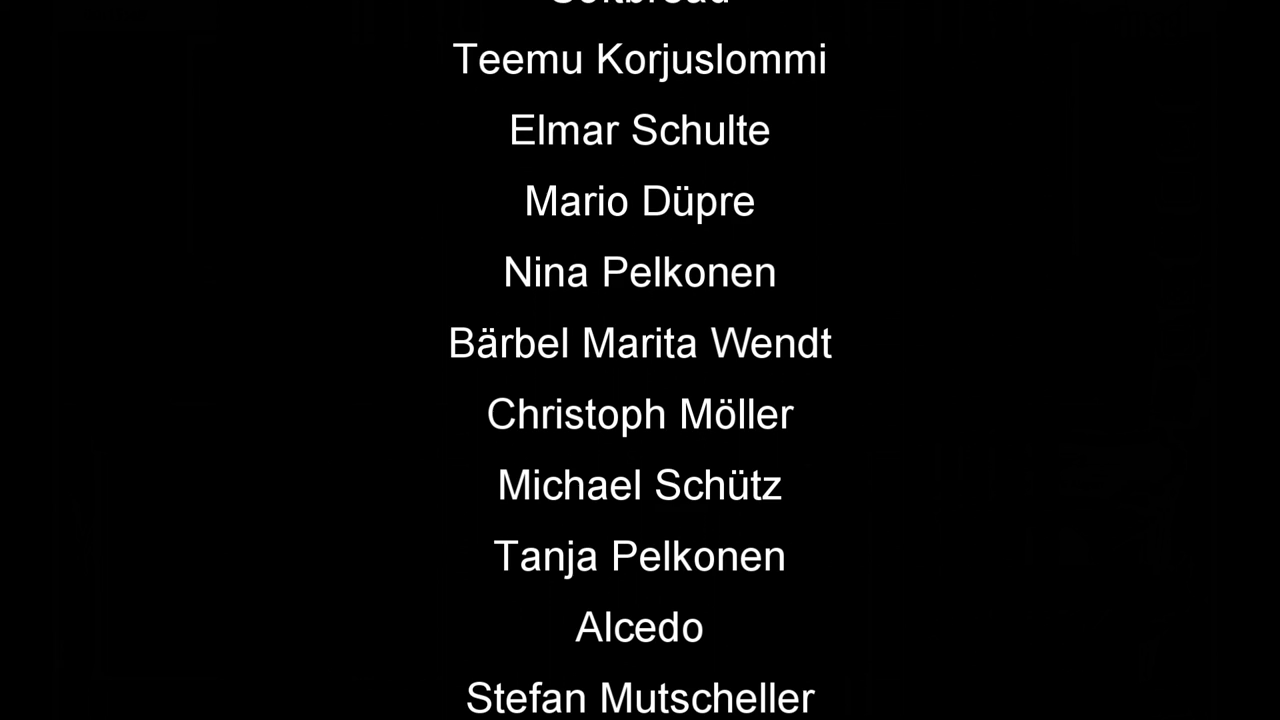 Teemu Korjuslommi
Elmar Schulte
Mario Düpre
Nina Pelkonen
Bärbel Marita Wendt
Christoph Möller
Michael Schütz
Tanja Pelkonen
Alcedo
Stefan Mutscheller